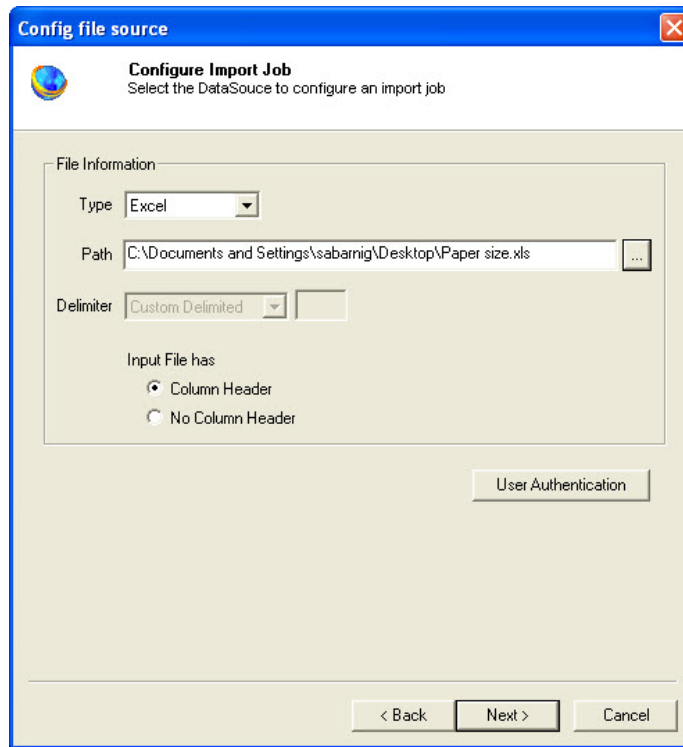 Config file source
Configure Import Job
Select the DataSouce to configure an import job
File Information
Type Excel
Path C:\Documents and Settings\sabarnig\Desktop\Paper size.xls ...
Delimiter Custom Delimited
Input File has
Column Header
No Column Header
User Authentication
< Back Next > Cancel